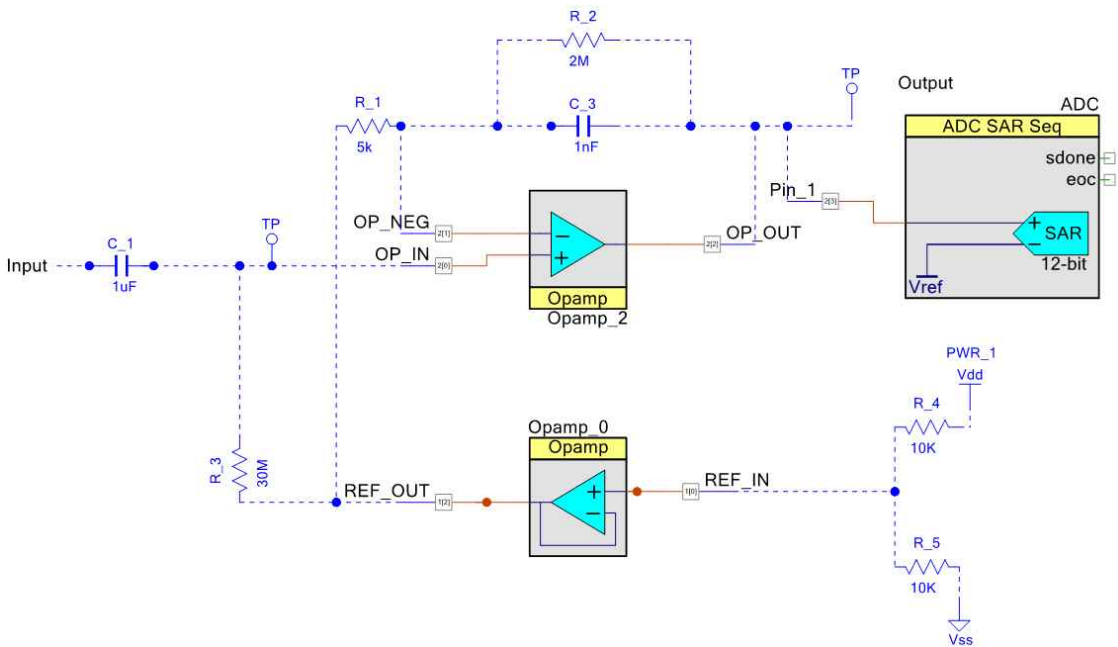 R_2
2M
TP
Output
ADC
R_1
C_3
ADC SAR Seq
5k
1nF
sdone
eoc
Pin_1
2[3]
OP_NEG
2[1]
TP
OP_OUT
2[2]
SAR
C_1
Input
OP_IN
2[0]
12-bit
1uF
Vref
Opamp
Opamp_2
PWR_1
Vdd
R_4
Opamp_0
Opamp
10K
R_3
30M
REF_OUT
1[2]
REF_IN
1[0]
R_5
10K
Vss